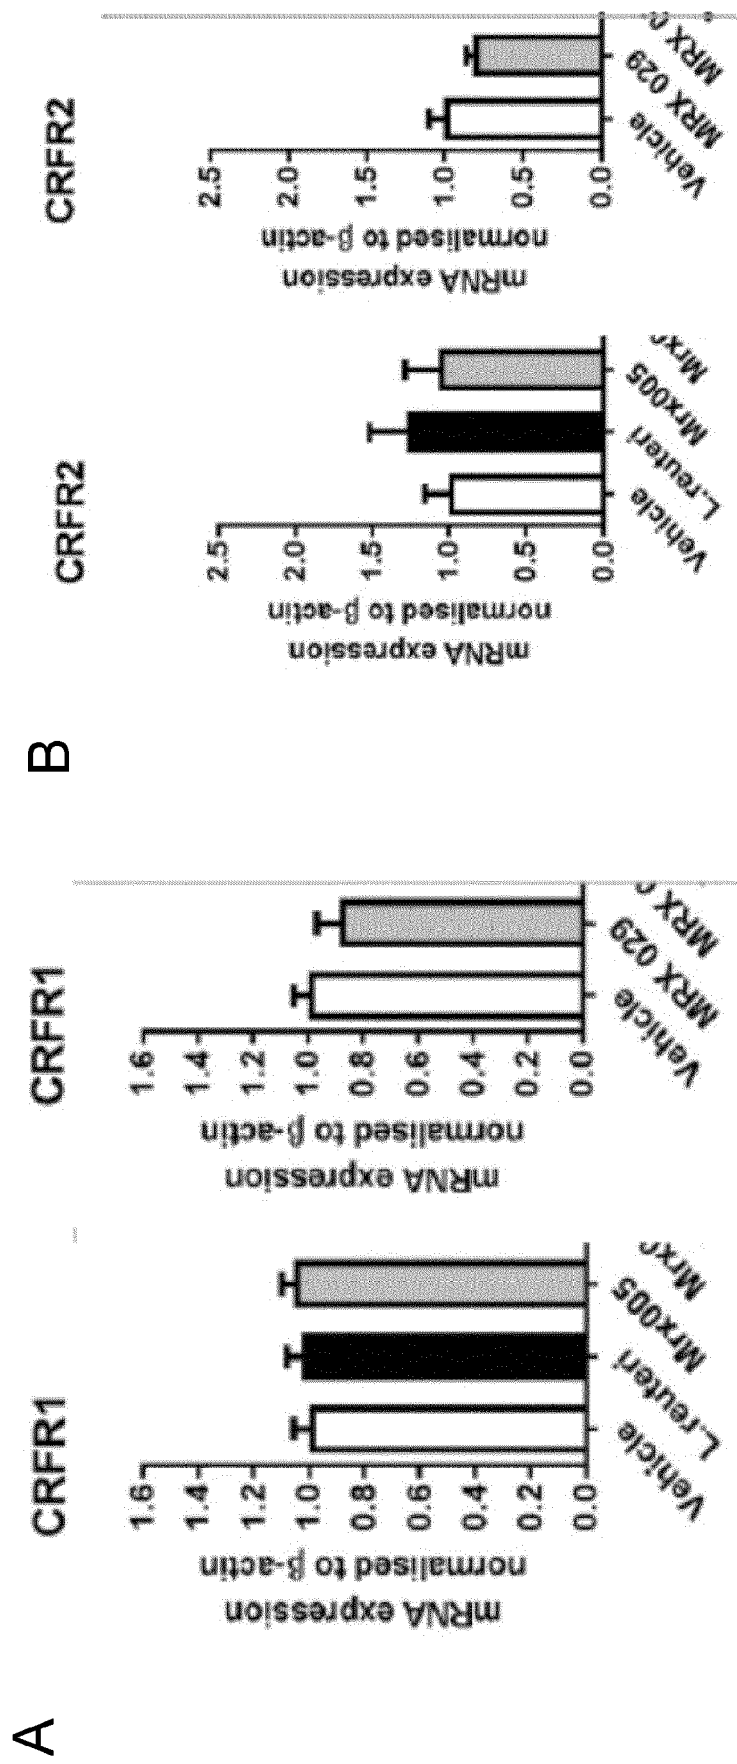 A
CRFR1
mRNA expression
normalised to β-actin
1.6
1.4
1.2
1.0
0.8
0.6
0.4
0.2
0.0
Vehicle
L.reuteri
Mrx005
CRFR1
mRNA expression
normalised to β-actin
1.6
1.4
1.2
1.0
0.8
0.6
0.4
0.2
0.0
Vehicle
MRX 029
B
CRFR2
mRNA expression
normalised to β-actin
2.5
2.0
1.5
1.0
0.5
0.0
Vehicle
L.reuteri
Mrx005
CRFR2
mRNA expression
normalised to β-actin
2.5
2.0
1.5
1.0
0.5
0.0
Vehicle
MRX 029